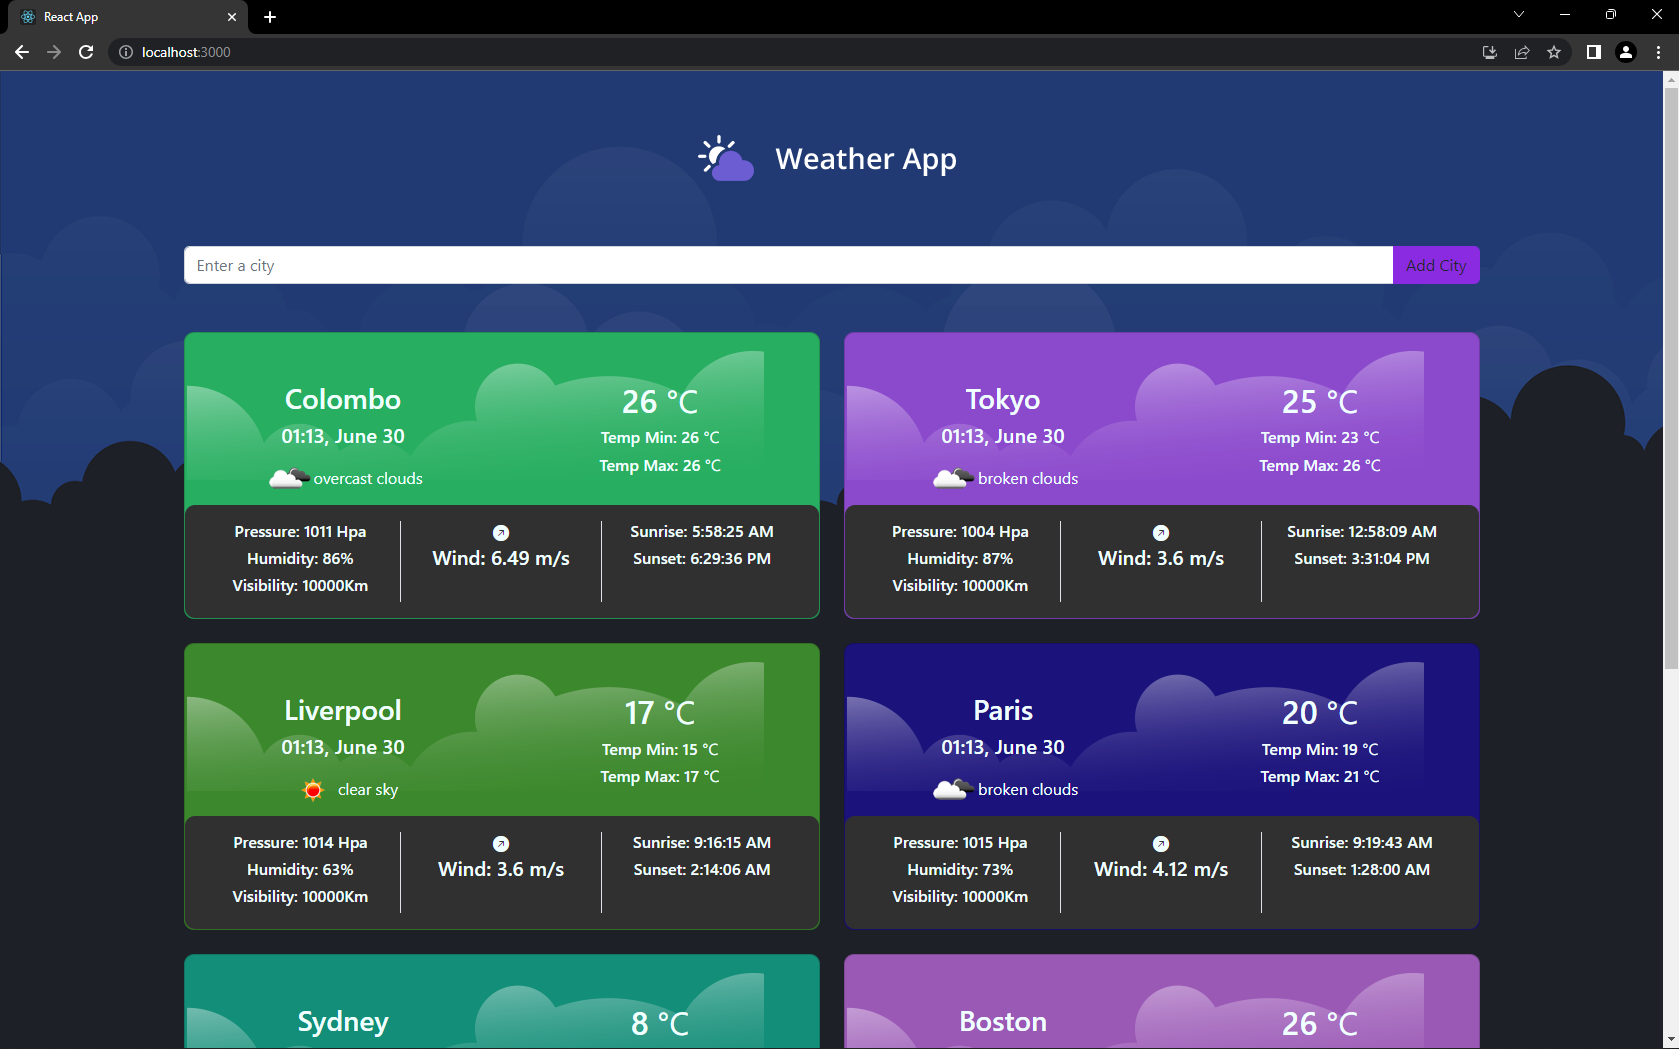 React App
localhost:3000
Weather App
Enter a city
Add City
Colombo
01:13, June 30
overcast clouds
26 °C
Temp Min: 26 °C
Temp Max: 26 °C
Pressure: 1011 Hpa
Humidity: 86%
Visibility: 10000Km
Wind: 6.49 m/s
Sunrise: 5:58:25 AM
Sunset: 6:29:36 PM
Tokyo
01:13, June 30
broken clouds
25 °C
Temp Min: 23 °C
Temp Max: 26 °C
Pressure: 1004 Hpa
Humidity: 87%
Visibility: 10000Km
Wind: 3.6 m/s
Sunrise: 12:58:09 AM
Sunset: 3:31:04 PM
Liverpool
01:13, June 30
clear sky
17 °C
Temp Min: 15 °C
Temp Max: 17 °C
Pressure: 1014 Hpa
Humidity: 63%
Visibility: 10000Km
Wind: 3.6 m/s
Sunrise: 9:16:15 AM
Sunset: 2:14:06 AM
Paris
01:13, June 30
broken clouds
20 °C
Temp Min: 19 °C
Temp Max: 21 °C
Pressure: 1015 Hpa
Humidity: 73%
Visibility: 10000Km
Wind: 4.12 m/s
Sunrise: 9:19:43 AM
Sunset: 1:28:00 AM
Sydney
8 °C
Boston
26 °C